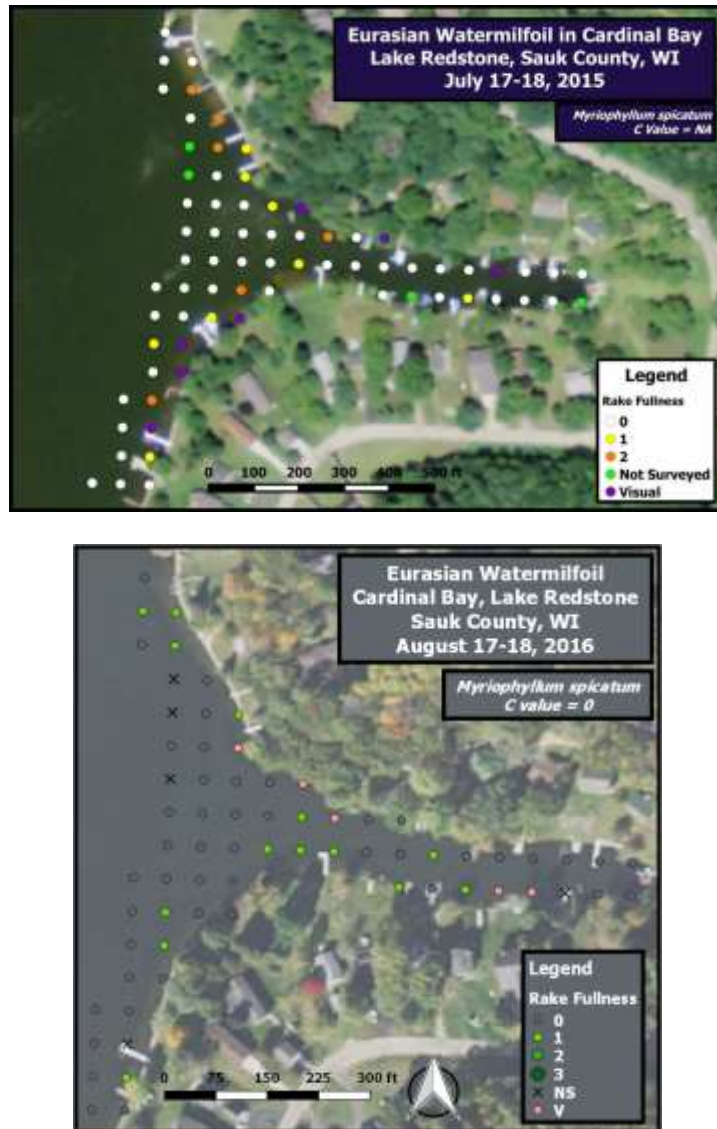 Eurasian Watermilfoil in Cardinal Bay
Lake Redstone, Sauk County, WI
July 17-18, 2015
Myriophyllum spicatum
C Value = NA
Legend
Rake Fullness
0
1
2
Not Surveyed
Visual
0 100 200 300 400 500 ft
Eurasian Watermilfoil
Cardinal Bay, Lake Redstone
Sauk County, WI
August 17-18, 2016
Myriophyllum spicatum
C value = 0
Legend
Rake Fullness
0
1
2
3
NS
V
0 75 150 225 300 ft